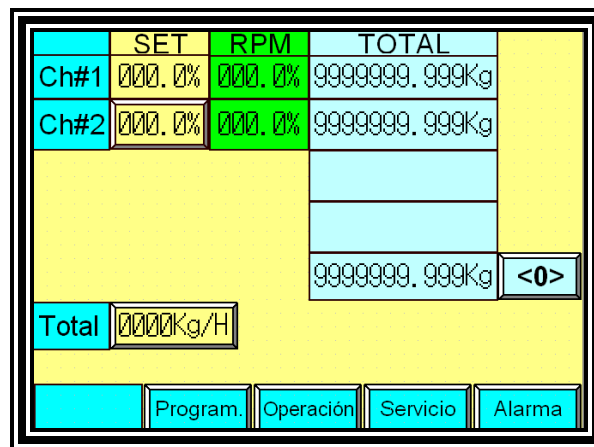 SET RPM TOTAL
Ch#1 000.0% 000.0% 9999999.999Kg
Ch#2 000.0% 000.0% 9999999.999Kg
9999999.999Kg <0>
Total 0000Kg/H
Program. Operación Servicio Alarma